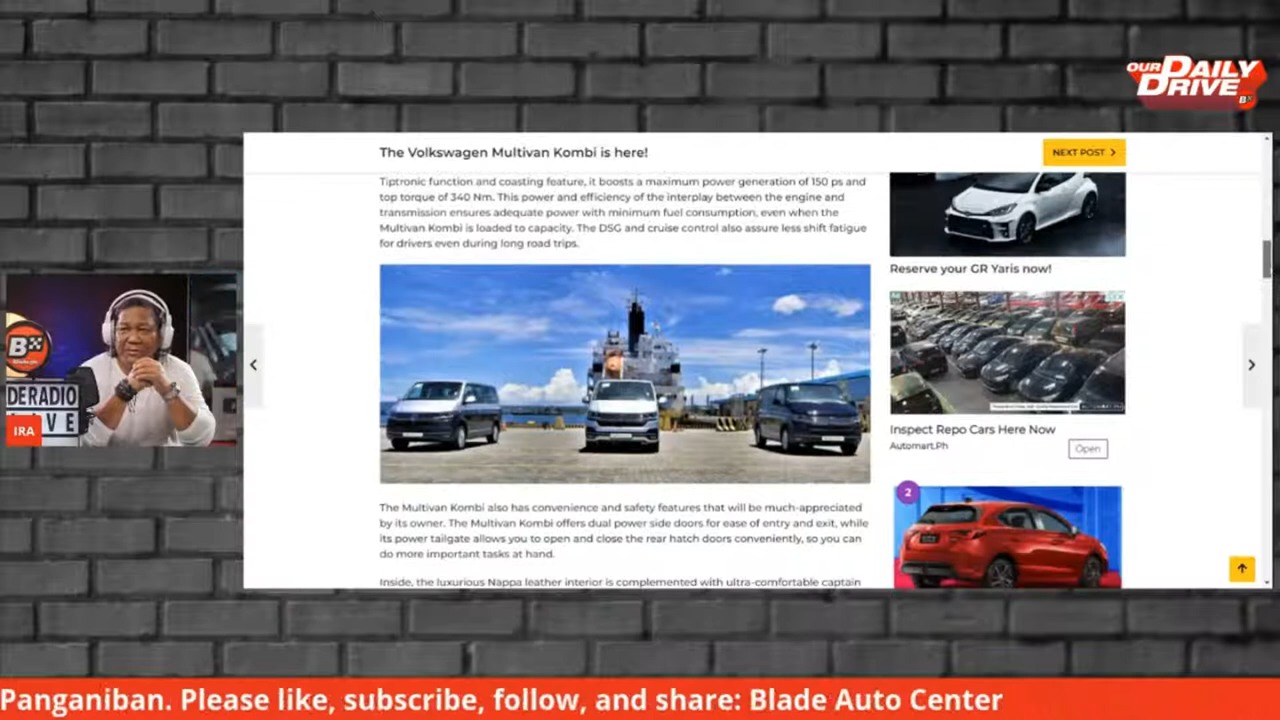 OUR DAILY
DRIVE
BX
The Volkswagen Multivan Kombi is here!
NEXT POST
Tiptronic function and coasting feature, it boosts a maximum power generation of 150 ps and
top torque of 340 Nm. This power and efficiency of the interplay between the engine and
transmission ensures adequate power with minimum fuel consumption, even when the
Multivan Kombi is loaded to capacity. The DSG and cruise control also assure less shift fatigue
for drivers even during long road trips.
Reserve your GR Yaris now!
Inspect Repo Cars Here Now
Automart.Ph
Open
2
The Multivan Kombi also has convenience and safety features that will be much-appreciated
by its owner. The Multivan Kombi offers dual power side doors for ease of entry and exit, while
its power tailgate allows you to open and close the rear hatch doors conveniently, so you can
do more important tasks at hand.
Inside, the luxurious Nappa leather interior is complemented with ultra-comfortable captain
BX
DERADIO
VE
IRA
Panganiban. Please like, subscribe, follow, and share: Blade Auto Center